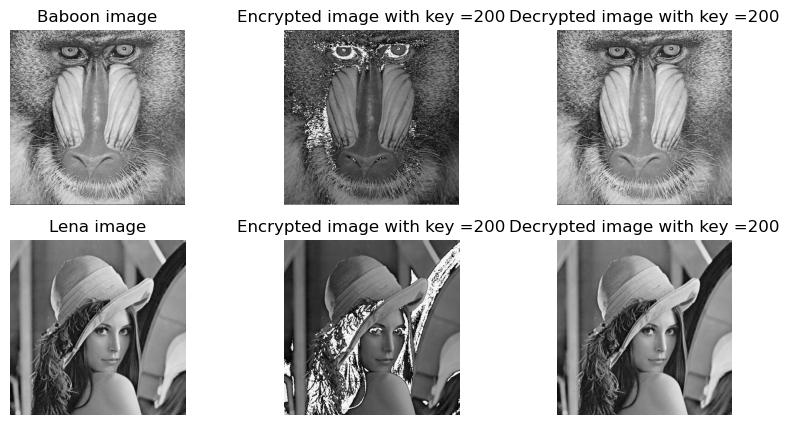 Baboon image
Encrypted image with key =200
Decrypted image with key =200
Lena image
Encrypted image with key =200
Decrypted image with key =200